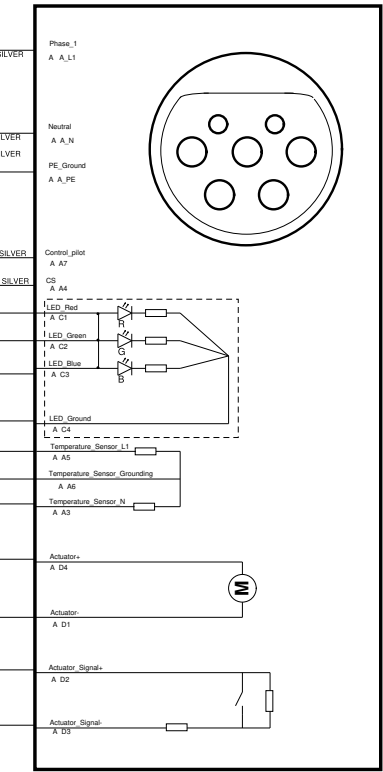 Phase_1
SILVER
A A_L1
Neutral
LVER
A A_N
LVER
PE_Ground
A A_PE
Control_pilot
SILVER
A A7
CS
SILVER
A A4
LED_Red
A C1
R
LED_Green
A C2
G
LED_Blue
A C3
B
LED_Ground
A C4
Temperature_Sensor_L1
A A5
Temperature_Sensor_Grounding
A A6
Temperature_Sensor_N
A A3
Actuator+
A D4
M
Actuator-
A D1
Actuator_Signal+
A D2
Actuator_Signal-
A D3